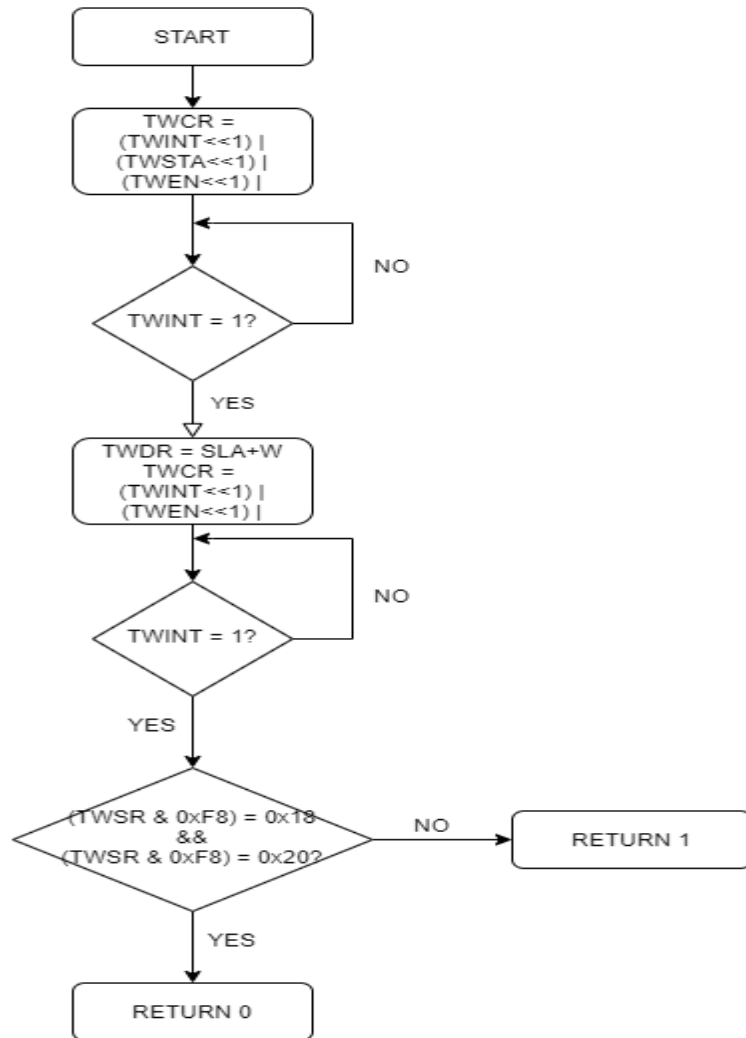 START
TWCR =
(TWINT<<1) |
(TWSTA<<1) |
(TWEN<<1) |
NO
TWINT = 1?
YES
TWDR = SLA+W
TWCR =
(TWINT<<1) |
(TWEN<<1) |
NO
TWINT = 1?
YES
(TWSR & 0xF8) = 0x18
&&
(TWSR & 0xF8) = 0x20?
NO
RETURN 1
YES
RETURN 0